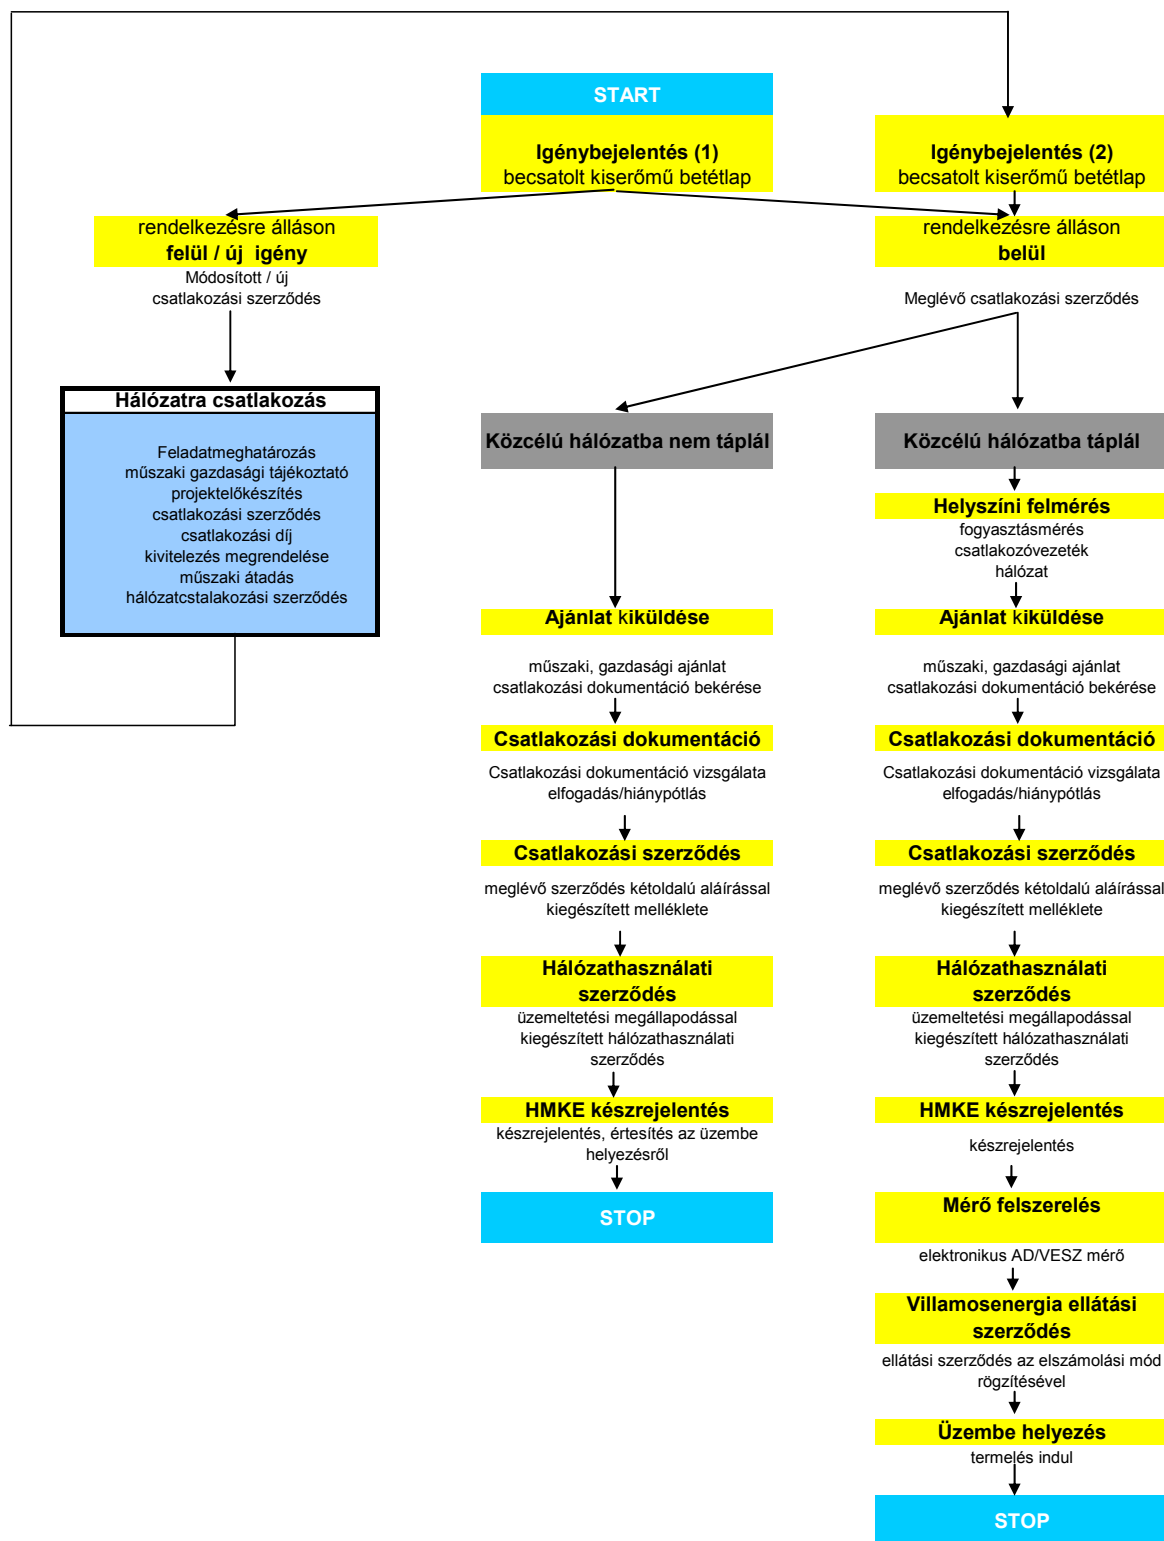 START
Igénybejelentés (1)
becsatolt kiserőmű betétlap
Igénybejelentés (2)
becsatolt kiserőmű betétlap
rendelkezésre álláson
felül / új igény
Módosított / új
csatlakozási szerződés
rendelkezésre álláson
belül
Meglévő csatlakozási szerződés
Hálózatra csatlakozás
Feladatmeghatározás
műszaki gazdasági tájékoztató
projektelőkészítés
csatlakozási szerződés
csatlakozási díj
kivitelezés megrendelése
műszaki átadás
hálózatcstalakozási szerződés
Közcélú hálózatba nem táplál
Ajánlat kiküldése
műszaki, gazdasági ajánlat
csatlakozási dokumentáció bekérése
Csatlakozási dokumentáció
Csatlakozási dokumentáció vizsgálata
elfogadás/hiánypótlás
Csatlakozási szerződés
meglévő szerződés kétoldalú aláírással
kiegészített melléklete
Hálózathasználati
szerződés
üzemeltetési megállapodással
kiegészített hálózathasználati
szerződés
HMKE készrejelentés
készrejelentés, értesítés az üzembe
helyezésről
STOP
Közcélú hálózatba táplál
Helyszíni felmérés
fogyasztásmérés
csatlakozóvezeték
hálózat
Ajánlat kiküldése
műszaki, gazdasági ajánlat
csatlakozási dokumentáció bekérése
Csatlakozási dokumentáció
Csatlakozási dokumentáció vizsgálata
elfogadás/hiánypótlás
Csatlakozási szerződés
meglévő szerződés kétoldalú aláírással
kiegészített melléklete
Hálózathasználati
szerződés
üzemeltetési megállapodással
kiegészített hálózathasználati
szerződés
HMKE készrejelentés
készrejelentés
Mérő felszerelés
elektronikus AD/VESZ mérő
Villamosenergia ellátási
szerződés
ellátási szerződés az elszámolási mód
rögzítésével
Üzembe helyezés
termelés indul
STOP